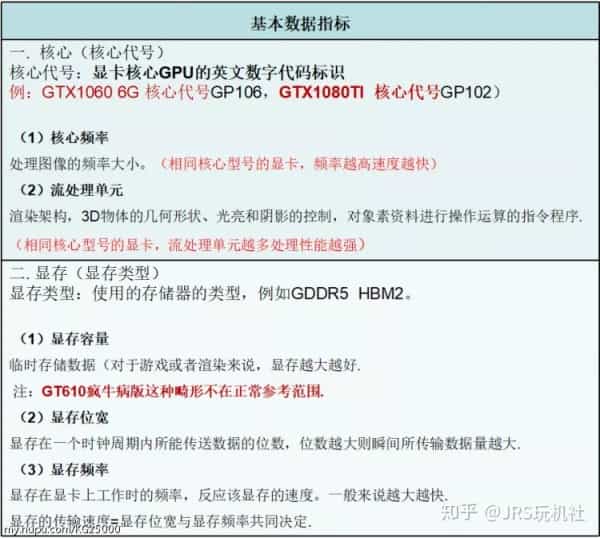 基本数据指标
一. 核心（核心代号）
核心代号：显卡核心GPU的英文数字代码标识
例：GTX1060 6G 核心代号GP106，GTX1080TI 核心代号GP102）
（1）核心频率
处理图像的频率大小。（相同核心型号的显卡，频率越高速度越快）
（2）流处理单元
渲染架构，3D物体的几何形状、光亮和阴影的控制，对象素资料进行操作运算的指令程序.
（相同核心型号的显卡，流处理单元越多处理性能越强）
二. 显存（显存类型）
显存类型：使用的存储器的类型，例如GDDR5 HBM2。
（1）显存容量
临时存储数据（对于游戏或者渲染来说，显存越大越好.
注：GT610疯牛病版这种畸形不在正常参考范围.
（2）显存位宽
显存在一个时钟周期内所能传送数据的位数，位数越大则瞬间所传输数据量越大.
（3）显存频率
显存在显卡上工作时的频率，反应该显存的速度。一般来说越大越快.
显存的传输速度=显存位宽与显存频率共同决定.
my.hupu.com/KG25000
知乎 @JRS玩机社